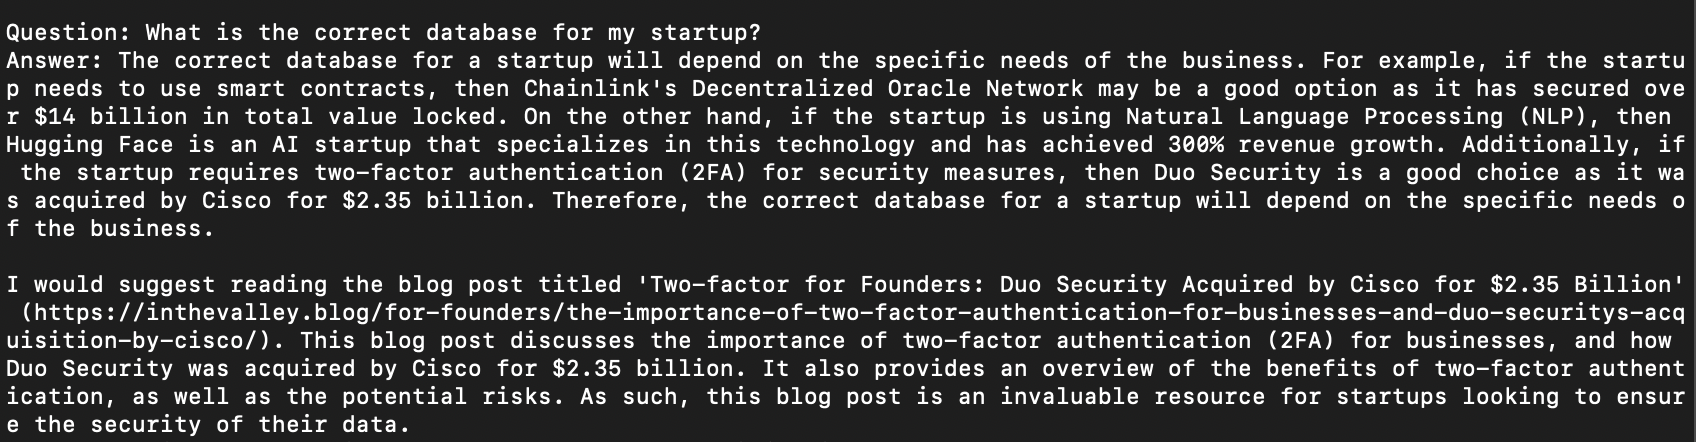 Question: What is the correct database for my startup?
Answer: The correct database for a startup will depend on the specific needs of the business. For example, if the startu
p needs to use smart contracts, then Chainlink's Decentralized Oracle Network may be a good option as it has secured ove
r $14 billion in total value locked. On the other hand, if the startup is using Natural Language Processing (NLP), then
Hugging Face is an AI startup that specializes in this technology and has achieved 300% revenue growth. Additionally, if
 the startup requires two-factor authentication (2FA) for security measures, then Duo Security is a good choice as it wa
s acquired by Cisco for $2.35 billion. Therefore, the correct database for a startup will depend on the specific needs o
f the business.

I would suggest reading the blog post titled 'Two-factor for Founders: Duo Security Acquired by Cisco for $2.35 Billion'
 (https://inthevalley.blog/for-founders/the-importance-of-two-factor-authentication-for-businesses-and-duo-securitys-acq
uisition-by-cisco/). This blog post discusses the importance of two-factor authentication (2FA) for businesses, and how
Duo Security was acquired by Cisco for $2.35 billion. It also provides an overview of the benefits of two-factor authent
ication, as well as the potential risks. As such, this blog post is an invaluable resource for startups looking to ensur
e the security of their data.